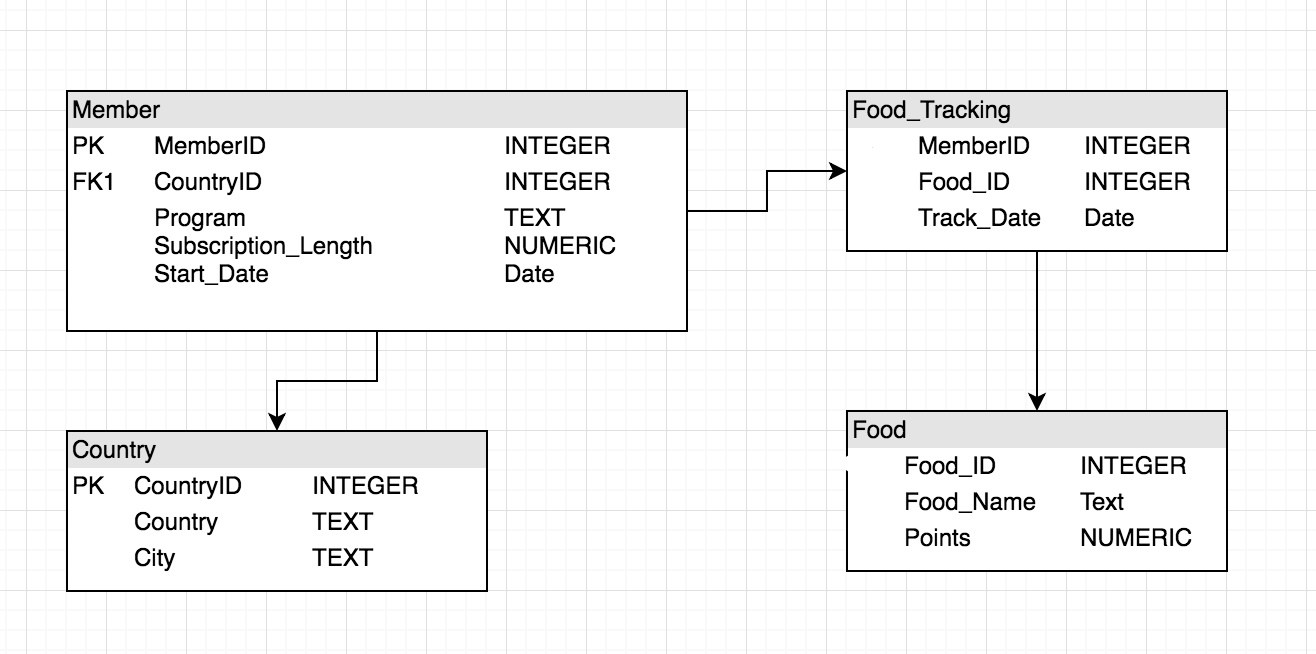 Member
PK MemberID INTEGER
FK1 CountryID INTEGER
Program TEXT
Subscription_Length NUMERIC
Start_Date Date
Food_Tracking
MemberID INTEGER
Food_ID INTEGER
Track_Date Date
Country
PK CountryID INTEGER
Country TEXT
City TEXT
Food
Food_ID INTEGER
Food_Name Text
Points NUMERIC